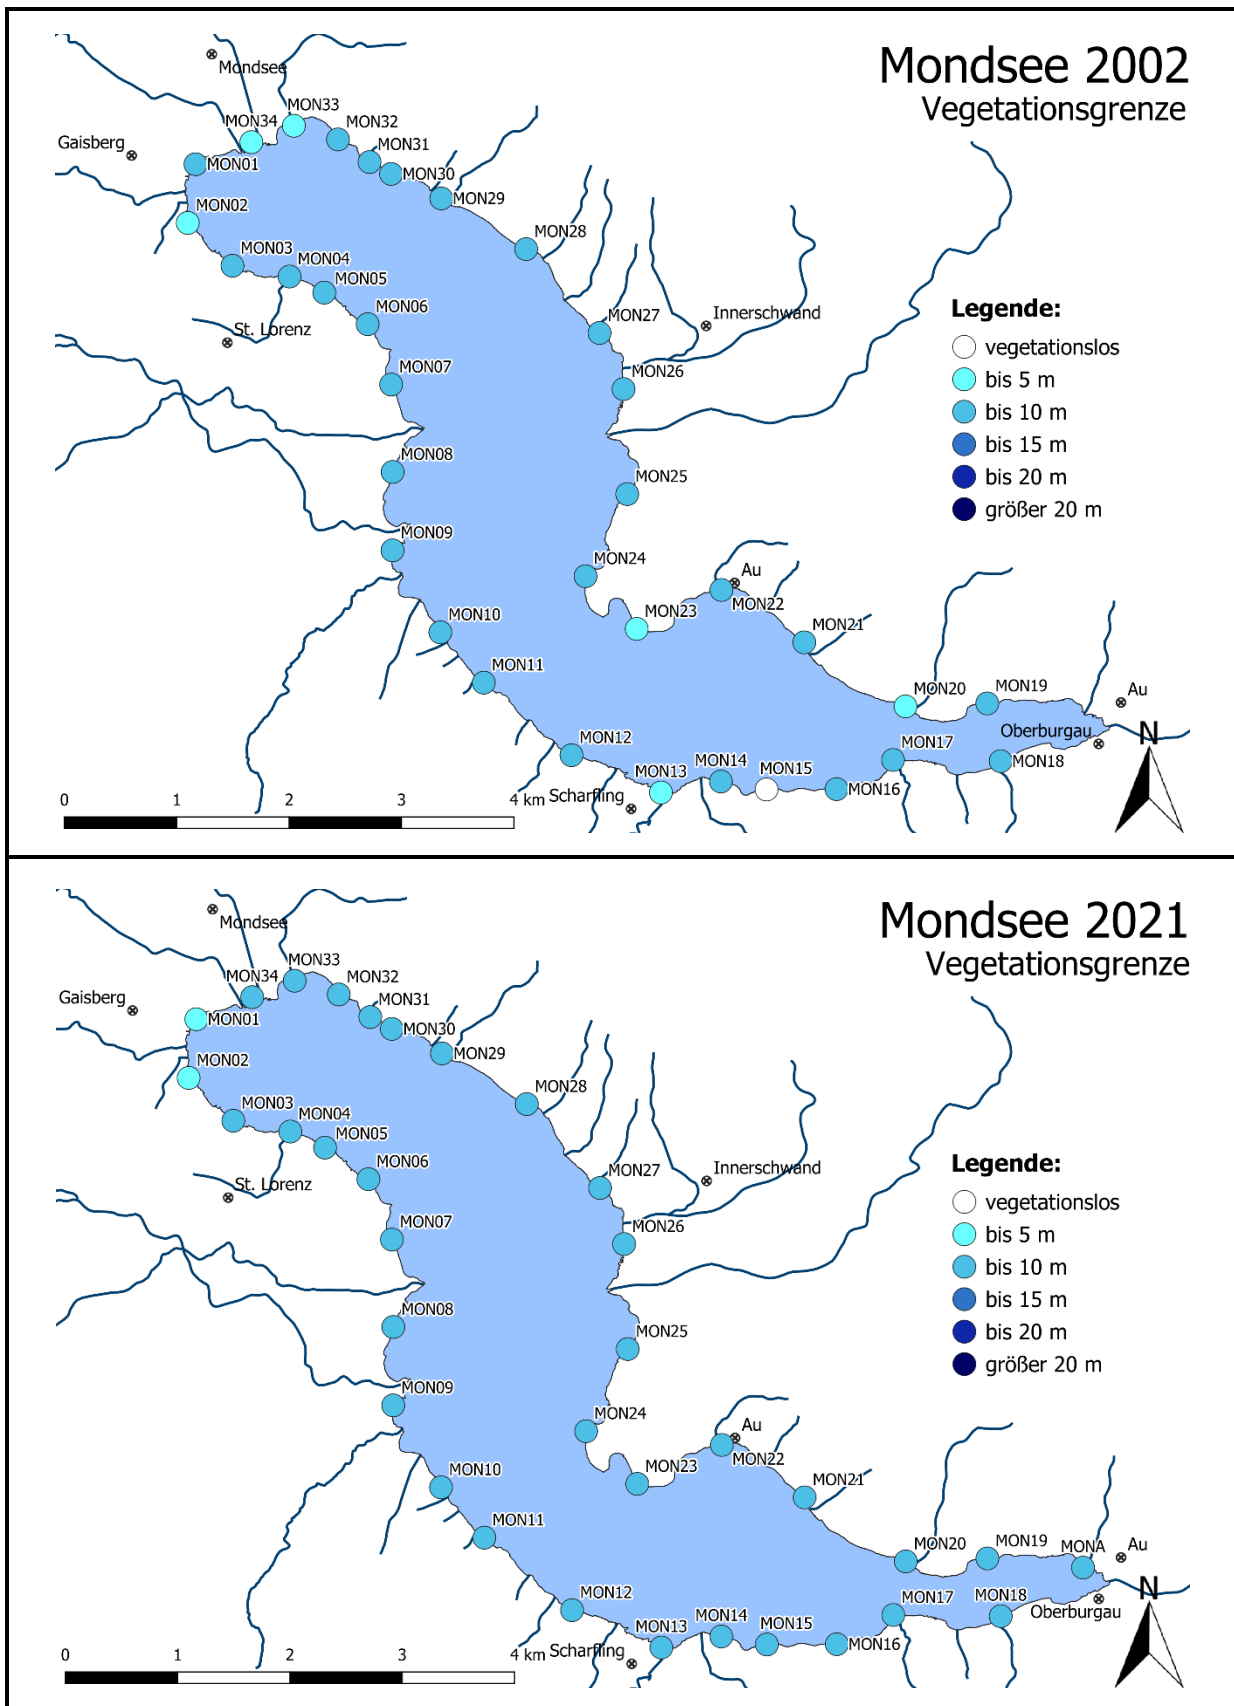 Mondsee 2002
Vegetationsgrenze
Mondsee
Gaisberg
MON34
MON33
MON32
MON31
MON30
MON29
MON01
MON02
MON03
MON04
MON05
MON06
MON07
MON08
MON09
MON10
MON11
MON12
MON13
MON14
MON15
MON16
MON17
MON18
MON19
MON20
MON21
MON22
MON23
MON24
MON25
MON26
MON27
MON28
St. Lorenz
Innerschwand
Au
Au
Oberburgau
Scharfling
Legende:
vegetationslos
bis 5 m
bis 10 m
bis 15 m
bis 20 m
größer 20 m
N
0 1 2 3 4 km
Mondsee 2021
Vegetationsgrenze
Mondsee
Gaisberg
MON34
MON33
MON32
MON31
MON30
MON29
MON01
MON02
MON03
MON04
MON05
MON06
MON07
MON08
MON09
MON10
MON11
MON12
MON13
MON14
MON15
MON16
MON17
MON18
MON19
MONA
MON20
MON21
MON22
MON23
MON24
MON25
MON26
MON27
MON28
St. Lorenz
Innerschwand
Au
Au
Oberburgau
Scharfling
Legende:
vegetationslos
bis 5 m
bis 10 m
bis 15 m
bis 20 m
größer 20 m
N
0 1 2 3 4 km